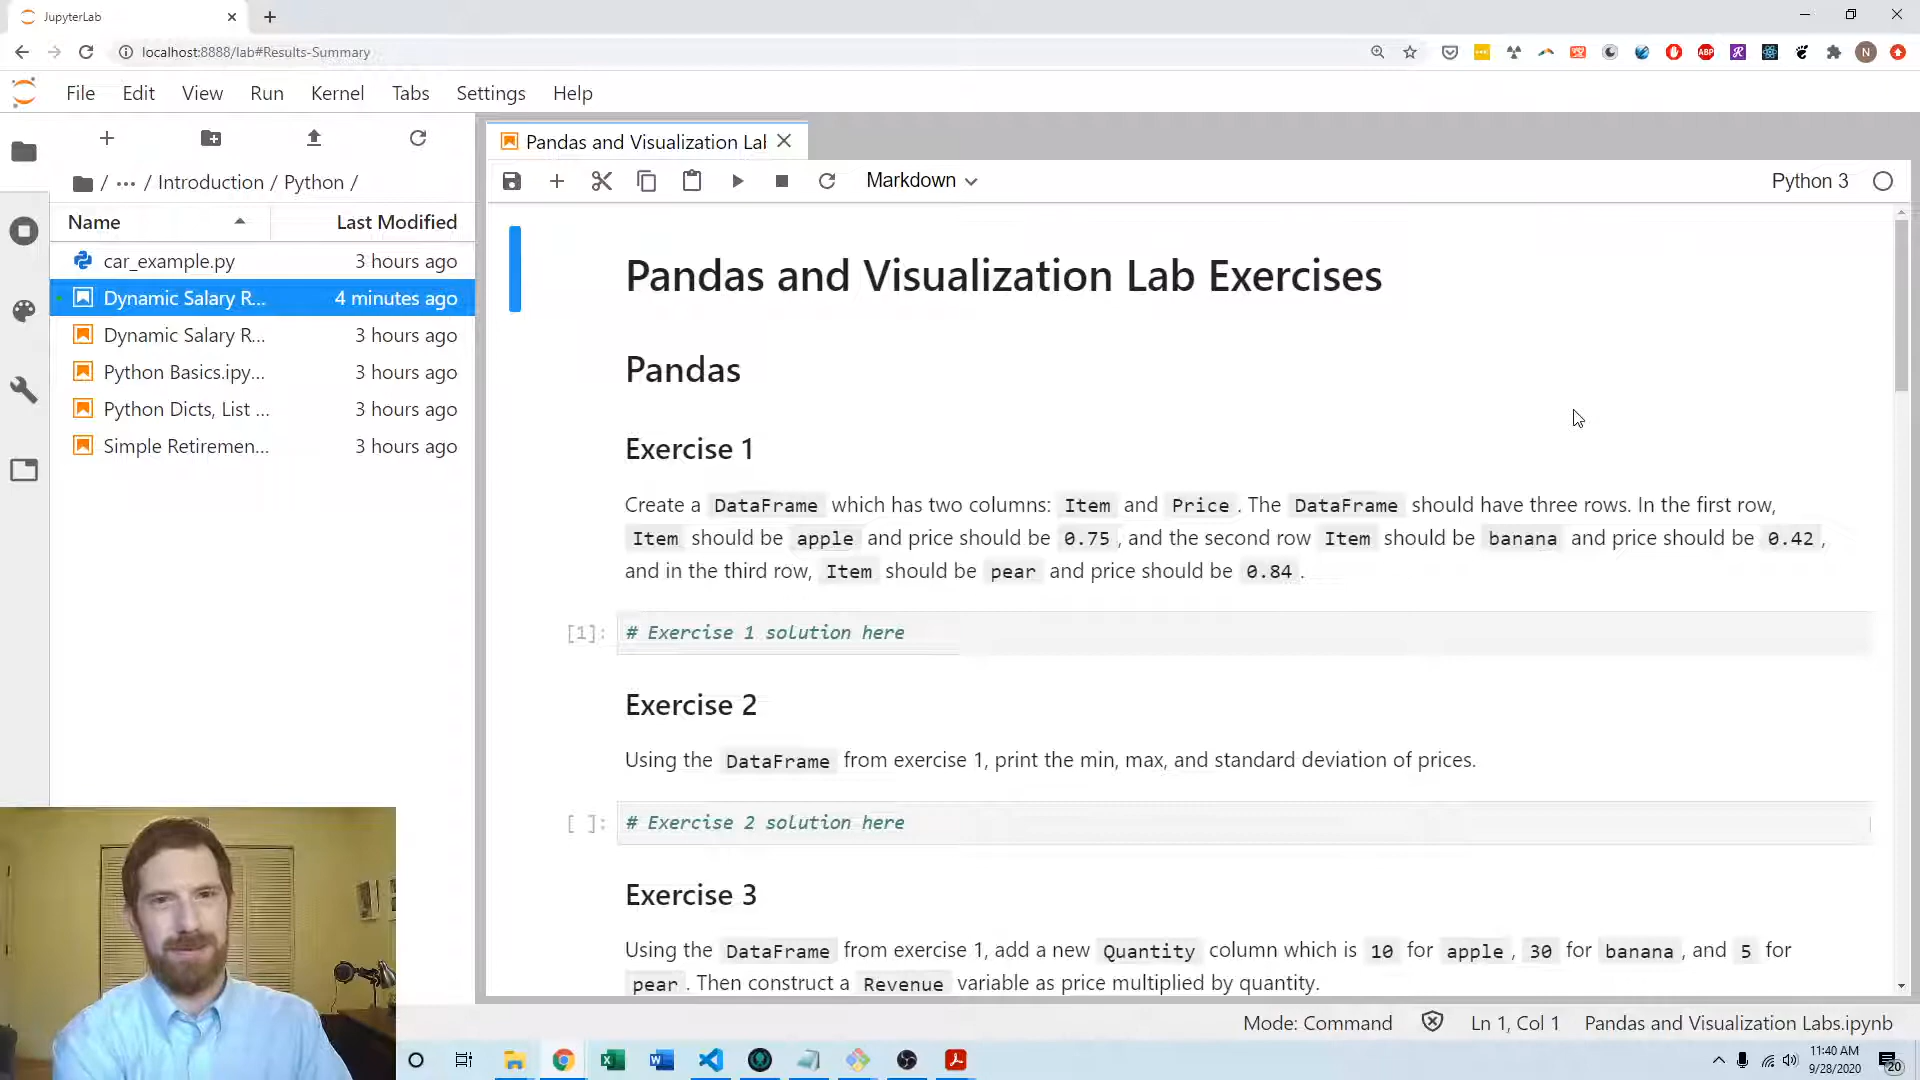 JupyterLab
localhost:8888/lab#Results-Summary
ABP
N
File Edit View Run Kernel Tabs Settings Help
/ ··· / Introduction / Python /
Name Last Modified
car_example.py 3 hours ago
Dynamic Salary R... 4 minutes ago
Dynamic Salary R... 3 hours ago
Python Basics.ipy... 3 hours ago
Python Dicts, List ... 3 hours ago
Simple Retiremen... 3 hours ago
Pandas and Visualization Lal
Markdown
Python 3
Pandas and Visualization Lab Exercises
Pandas
Exercise 1
Create a DataFrame which has two columns: Item and Price. The DataFrame should have three rows. In the first row,
Item should be apple and price should be 0.75, and the second row Item should be banana and price should be 0.42,
and in the third row, Item should be pear and price should be 0.84.
[1]: # Exercise 1 solution here
Exercise 2
Using the DataFrame from exercise 1, print the min, max, and standard deviation of prices.
[ ]: # Exercise 2 solution here
Exercise 3
Using the DataFrame from exercise 1, add a new Quantity column which is 10 for apple, 30 for banana, and 5 for
pear. Then construct a Revenue variable as price multiplied by quantity.
Mode: Command Ln 1, Col 1 Pandas and Visualization Labs.ipynb
11:40 AM
9/28/2020
20